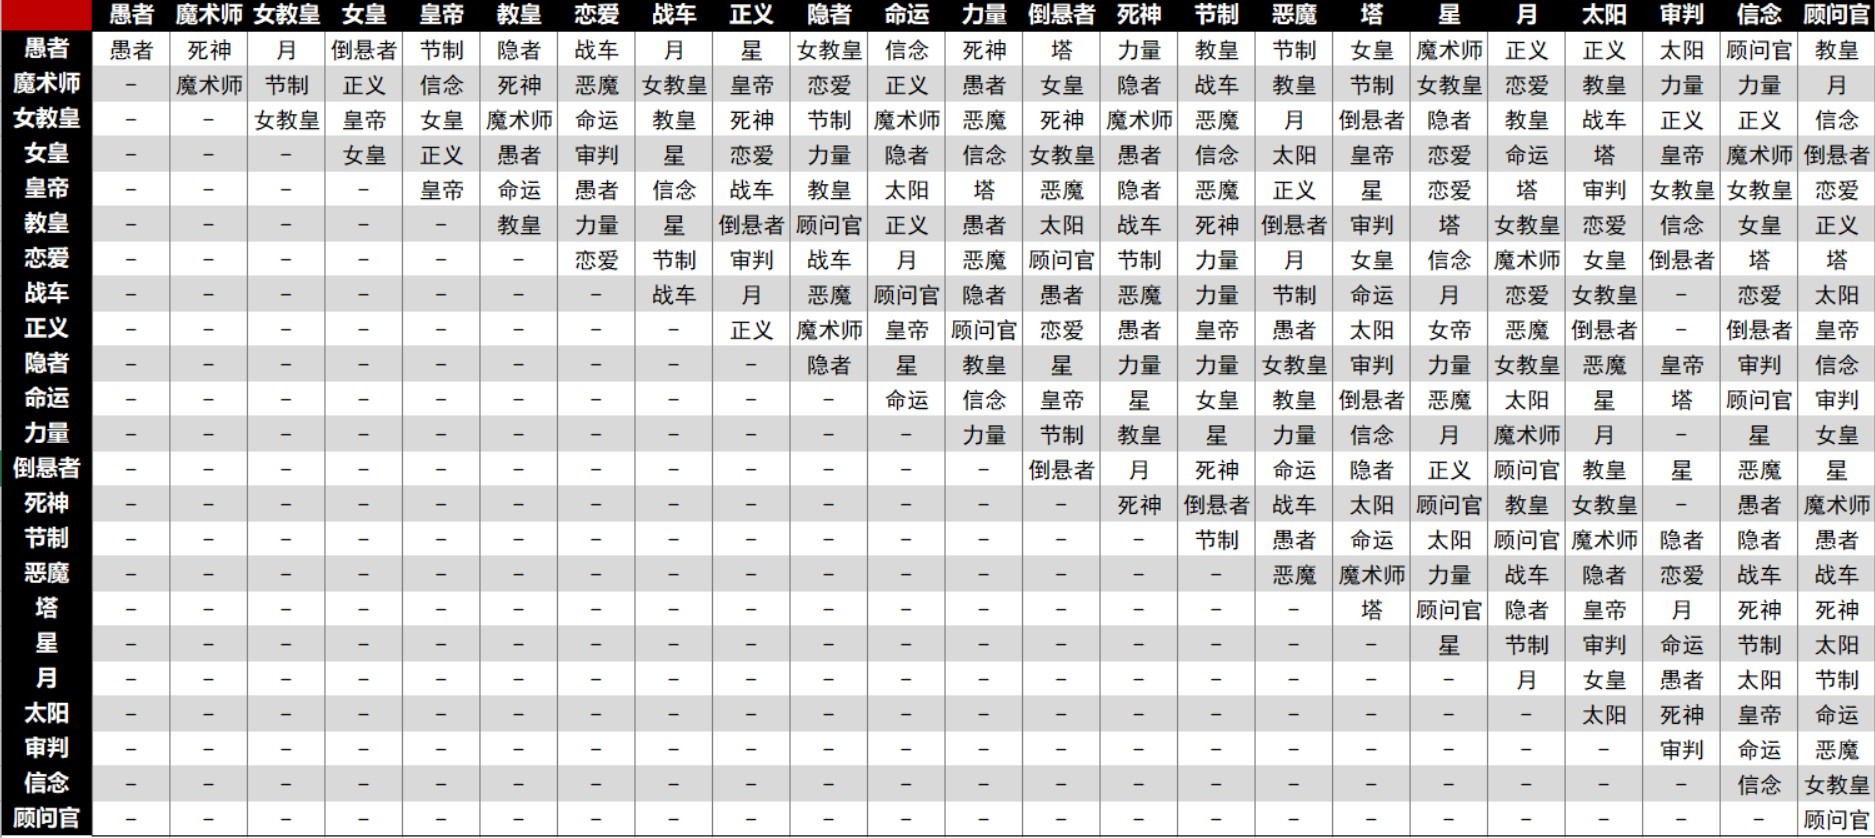 愚者 魔术师 女教皇 女皇 皇帝 教皇 恋爱 战车 正义 隐者 命运 力量 倒悬者 死神 节制 恶魔 塔 星 月 太阳 审判 信念 顾问官
愚者 愚者 死神 月 倒悬者 节制 隐者 战车 月 星 女教皇 信念 死神 塔 力量 教皇 节制 女皇 魔术师 正义 正义 太阳 顾问官 教皇
魔术师 – 魔术师 节制 正义 信念 死神 恶魔 女教皇 皇帝 恋爱 正义 愚者 女皇 隐者 战车 教皇 节制 女教皇 恋爱 教皇 力量 力量 月
女教皇 – – 女教皇 皇帝 女皇 魔术师 命运 教皇 死神 节制 魔术师 恶魔 死神 魔术师 恶魔 月 倒悬者 隐者 教皇 战车 正义 正义 信念
女皇 – – – 女皇 正义 愚者 审判 星 恋爱 力量 隐者 信念 女教皇 愚者 信念 太阳 皇帝 恋爱 命运 塔 皇帝 魔术师 倒悬者
皇帝 – – – – 皇帝 命运 愚者 信念 战车 教皇 太阳 塔 恶魔 隐者 恶魔 正义 星 恋爱 塔 审判 女教皇 女教皇 恋爱
教皇 – – – – – 教皇 力量 星 倒悬者 顾问官 正义 愚者 太阳 战车 死神 倒悬者 审判 塔 女教皇 恋爱 信念 女皇 正义
恋爱 – – – – – – 恋爱 节制 审判 战车 月 恶魔 顾问官 节制 力量 月 女皇 信念 魔术师 女皇 倒悬者 塔 塔
战车 – – – – – – – 战车 月 恶魔 顾问官 隐者 愚者 恶魔 力量 节制 命运 月 恋爱 女教皇 – 恋爱 太阳
正义 – – – – – – – – 正义 魔术师 皇帝 顾问官 恋爱 愚者 皇帝 愚者 太阳 女帝 恶魔 倒悬者 – 倒悬者 皇帝
隐者 – – – – – – – – – 隐者 星 教皇 星 力量 力量 女教皇 审判 力量 女教皇 恶魔 皇帝 审判 信念
命运 – – – – – – – – – – 命运 信念 皇帝 星 女皇 教皇 倒悬者 恶魔 太阳 星 塔 顾问官 审判
力量 – – – – – – – – – – – 力量 节制 教皇 星 力量 信念 月 魔术师 月 – 星 女皇
倒悬者 – – – – – – – – – – – – 倒悬者 月 死神 命运 隐者 正义 顾问官 教皇 星 恶魔 星
死神 – – – – – – – – – – – – – 死神 倒悬者 战车 太阳 顾问官 教皇 女教皇 – 愚者 魔术师
节制 – – – – – – – – – – – – – – 节制 愚者 命运 太阳 顾问官 魔术师 隐者 隐者 愚者
恶魔 – – – – – – – – – – – – – – – 恶魔 魔术师 力量 战车 隐者 恋爱 战车 战车
塔 – – – – – – – – – – – – – – – – 塔 顾问官 隐者 皇帝 月 死神 死神
星 – – – – – – – – – – – – – – – – – 星 节制 审判 命运 节制 太阳
月 – – – – – – – – – – – – – – – – – – 月 女皇 愚者 太阳 节制
太阳 – – – – – – – – – – – – – – – – – – – 太阳 死神 皇帝 命运
审判 – – – – – – – – – – – – – – – – – – – – 审判 命运 恶魔
信念 – – – – – – – – – – – – – – – – – – – – – 信念 女教皇
顾问官 – – – – – – – – – – – – – – – – – – – – – – 顾问官